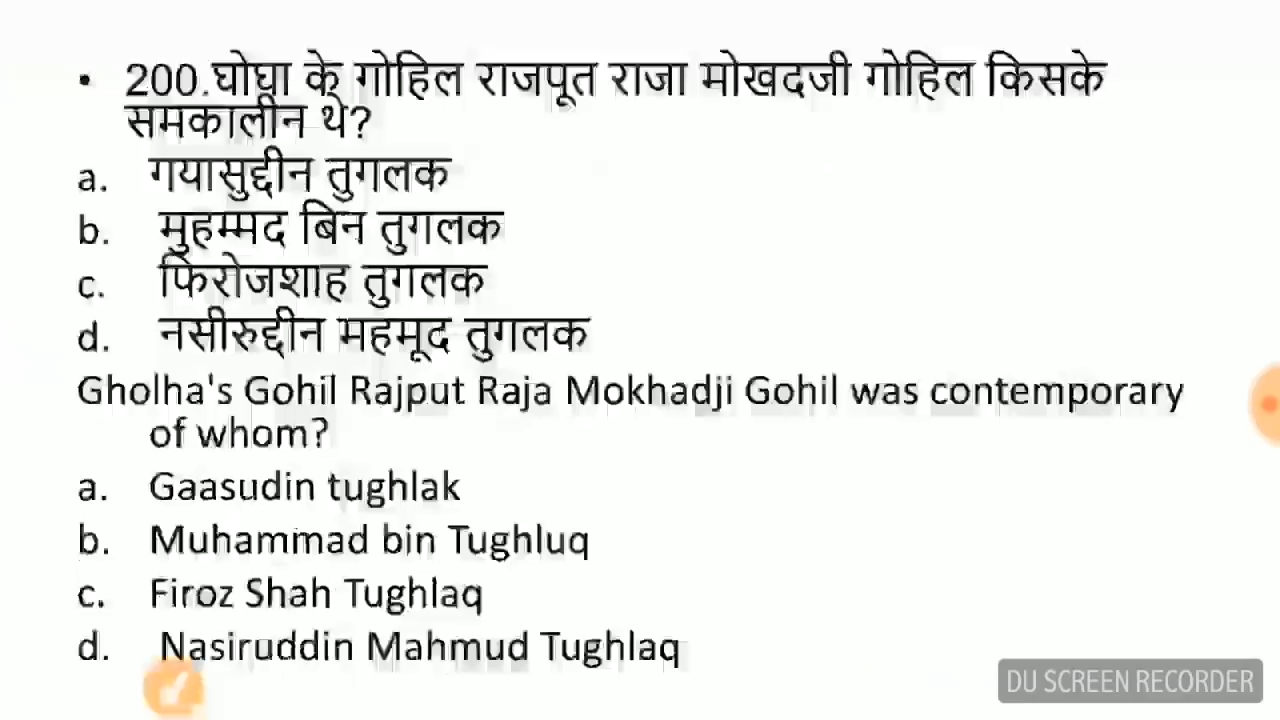 • 200.घोघा के गोहिल राजपूत राजा मोखदजी गोहिल किसके
समकालीन थे?
a. गयासुद्दीन तुगलक
b. मुहम्मद बिन तुगलक
c. फिरोजशाह तुगलक
d. नसीरुद्दीन महमूद तुगलक
Gholha's Gohil Rajput Raja Mokhadji Gohil was contemporary
of whom?
a. Gaasudin tughlak
b. Muhammad bin Tughluq
c. Firoz Shah Tughlaq
d. Nasiruddin Mahmud Tughlaq
DU SCREEN RECORDER